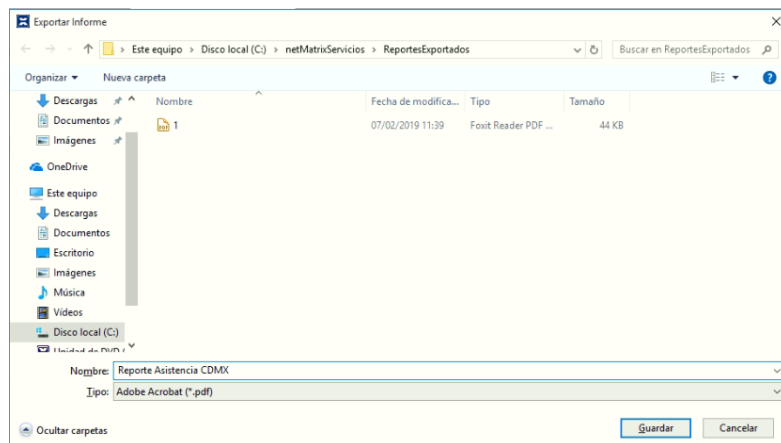 Exportar Informe
Este equipo > Disco local (C:) > netMatrixServicios > ReportesExportados
Buscar en ReportesExportados
Organizar
Nueva carpeta
Descargas
Documentos
Imágenes
OneDrive
Este equipo
Descargas
Documentos
Escritorio
Imágenes
Música
Vídeos
Disco local (C:)
Nombre Fecha de modifica... Tipo Tamaño
1 07/02/2019 11:39 Foxit Reader PDF ... 44 KB
Nombre: Reporte Asistencia CDMX
Tipo: Adobe Acrobat (*.pdf)
Ocultar carpetas
Guardar
Cancelar